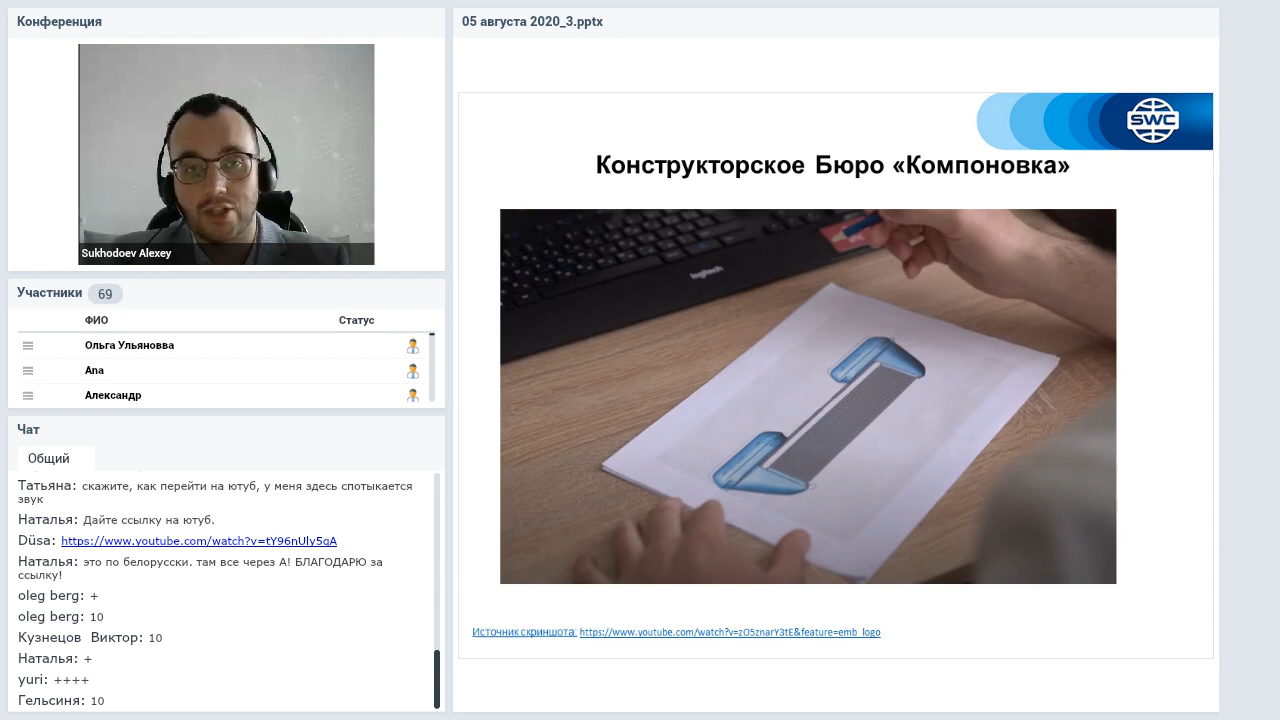 Конференция
Sukhodoev Alexey
Участники 69
ФИО Статус
Ольга Ульяновва
Ana
Александр
Чат
Общий
Татьяна: скажите, как перейти на ютуб, у меня здесь спотыкается
звук
Наталья: Дайте ссылку на ютуб.
Düsa: https://www.youtube.com/watch?v=tY96nUly5qA
Наталья: это по белорусски. там все через А! БЛАГОДАРЮ за
ссылку!
oleg berg: +
oleg berg: 10
Кузнецов Виктор: 10
Наталья: +
yuri: ++++
Гельсиня: 10
05 августа 2020_3.pptx
SWC
Конструкторское Бюро «Компоновка»
logitech
Источник скриншота: https://www.youtube.com/watch?v=zO5znarY3tE&feature=emb_logo